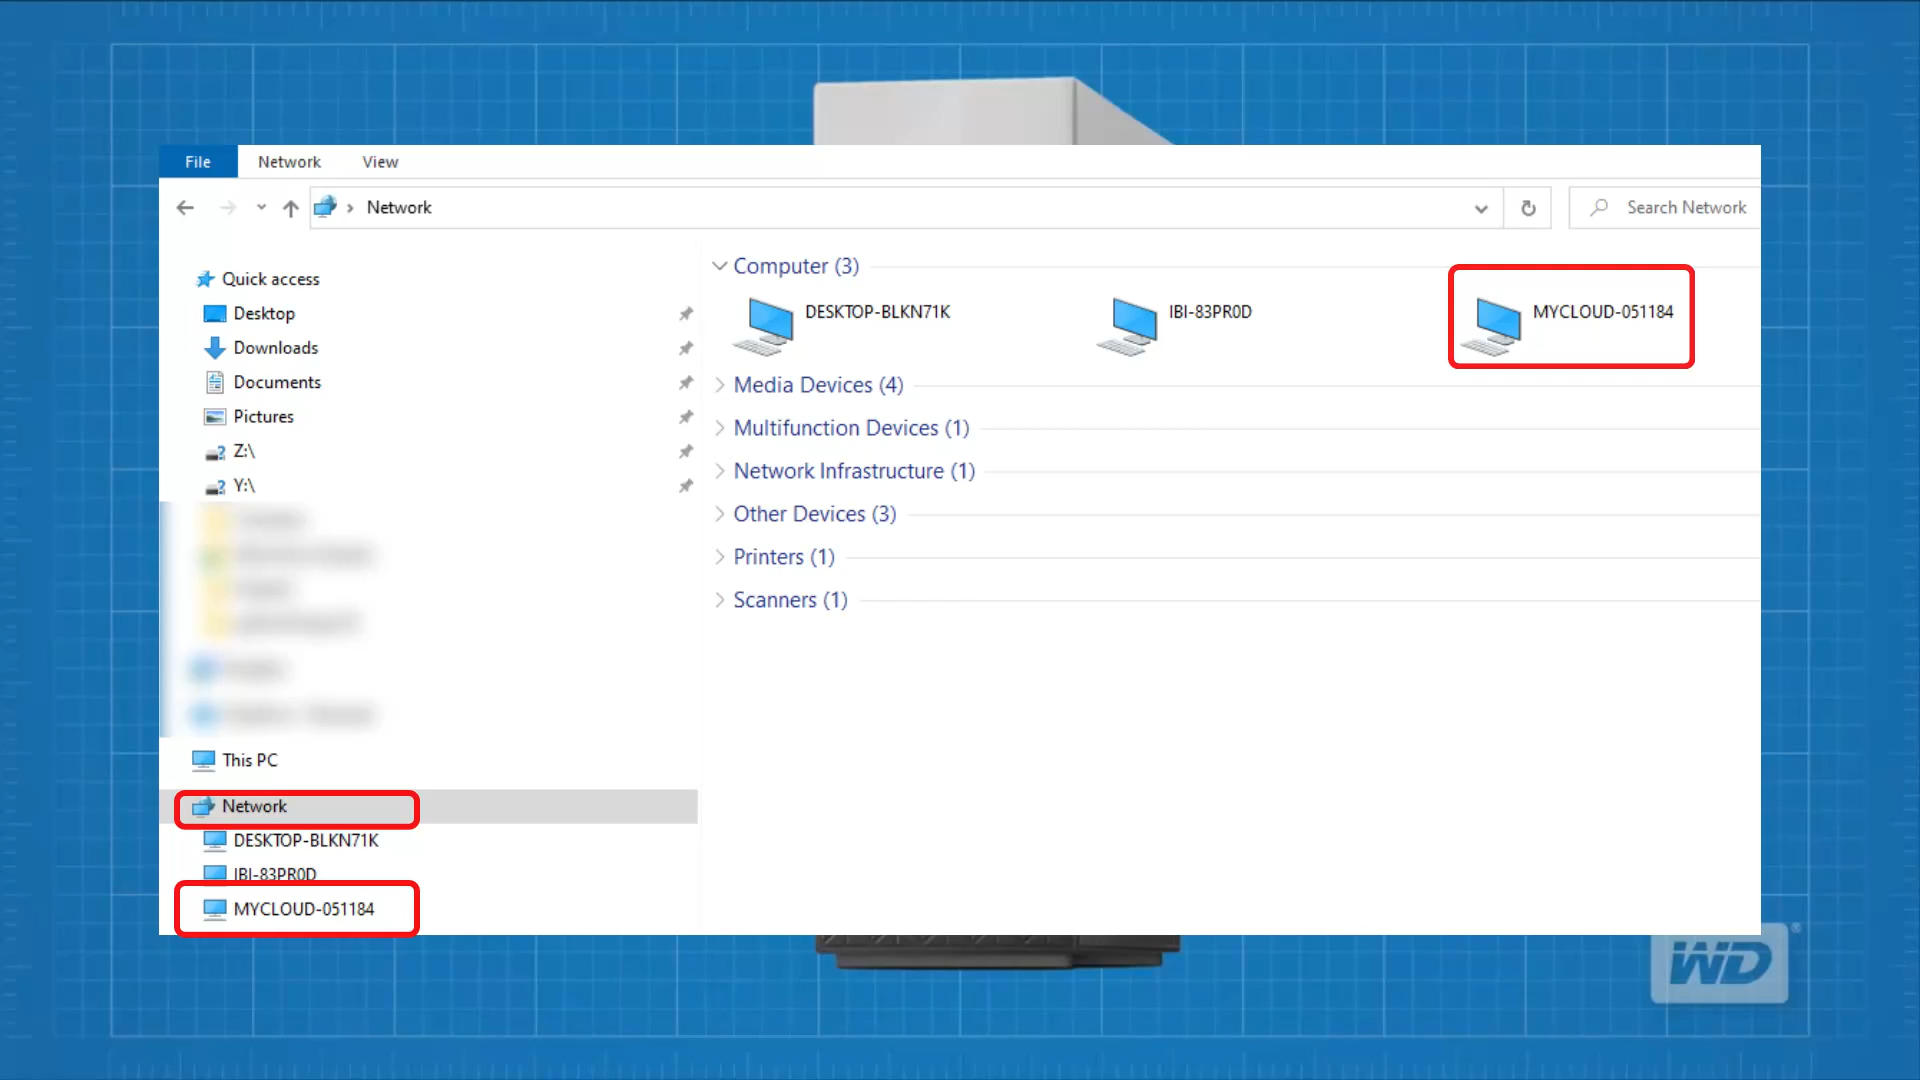 File
Network
View
Network
Search Network
Quick access
Desktop
Downloads
Documents
Pictures
Z:\
Y:\
This PC
Network
DESKTOP-BLKN71K
IBI-83PR0D
MYCLOUD-051184
Computer (3)
DESKTOP-BLKN71K
IBI-83PR0D
MYCLOUD-051184
Media Devices (4)
Multifunction Devices (1)
Network Infrastructure (1)
Other Devices (3)
Printers (1)
Scanners (1)
WD®